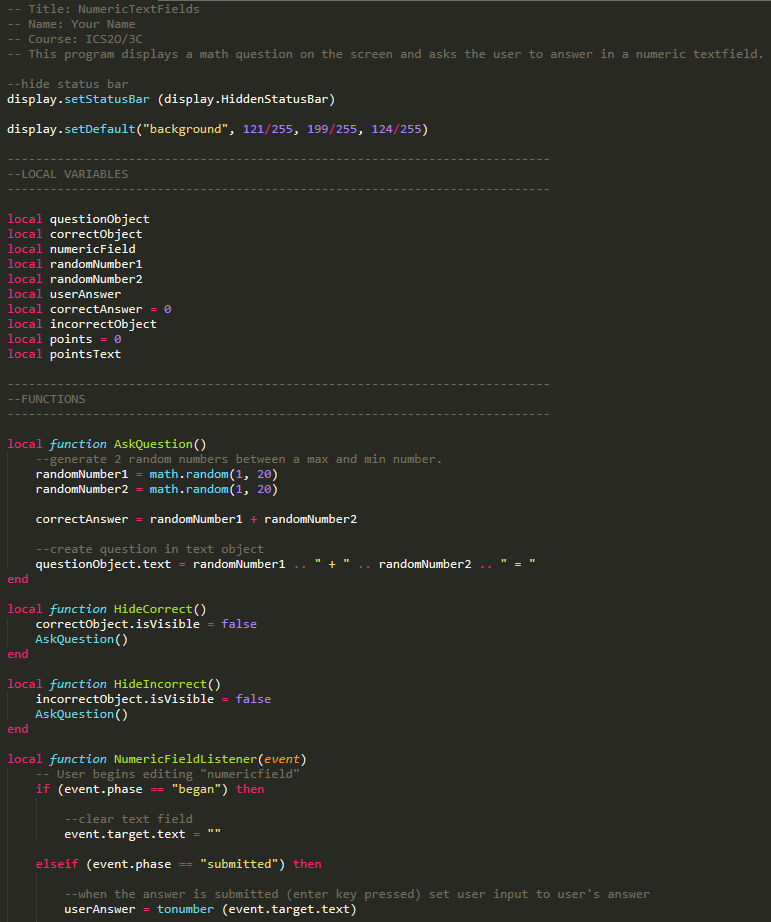 -- Title: NumericTextFields
-- Name: Your Name
-- Course: ICS2O/3C
-- This program displays a math question on the screen and asks the user to answer in a numeric textfield.
--hide status bar
display.setStatusBar (display.HiddenStatusBar)
display.setDefault("background", 121/255, 199/255, 124/255)
----------------------------------------------------------------------------
--LOCAL VARIABLES
----------------------------------------------------------------------------
local questionObject
local correctObject
local numericField
local randomNumber1
local randomNumber2
local userAnswer
local correctAnswer = 0
local incorrectObject
local points = 0
local pointsText
----------------------------------------------------------------------------
--FUNCTIONS
----------------------------------------------------------------------------
local function AskQuestion()
    --generate 2 random numbers between a max and min number.
    randomNumber1 = math.random(1, 20)
    randomNumber2 = math.random(1, 20)
    correctAnswer = randomNumber1 + randomNumber2
    --create question in text object
    questionObject.text = randomNumber1 .. " + " .. randomNumber2 .. " = "
end
local function HideCorrect()
    correctObject.isVisible = false
    AskQuestion()
end
local function HideIncorrect()
    incorrectObject.isVisible = false
    AskQuestion()
end
local function NumericFieldListener(event)
    -- User begins editing "numericfield"
    if (event.phase == "began") then
        --clear text field
        event.target.text = ""
    elseif (event.phase == "submitted") then
        --when the answer is submitted (enter key pressed) set user input to user's answer
        userAnswer = tonumber (event.target.text)